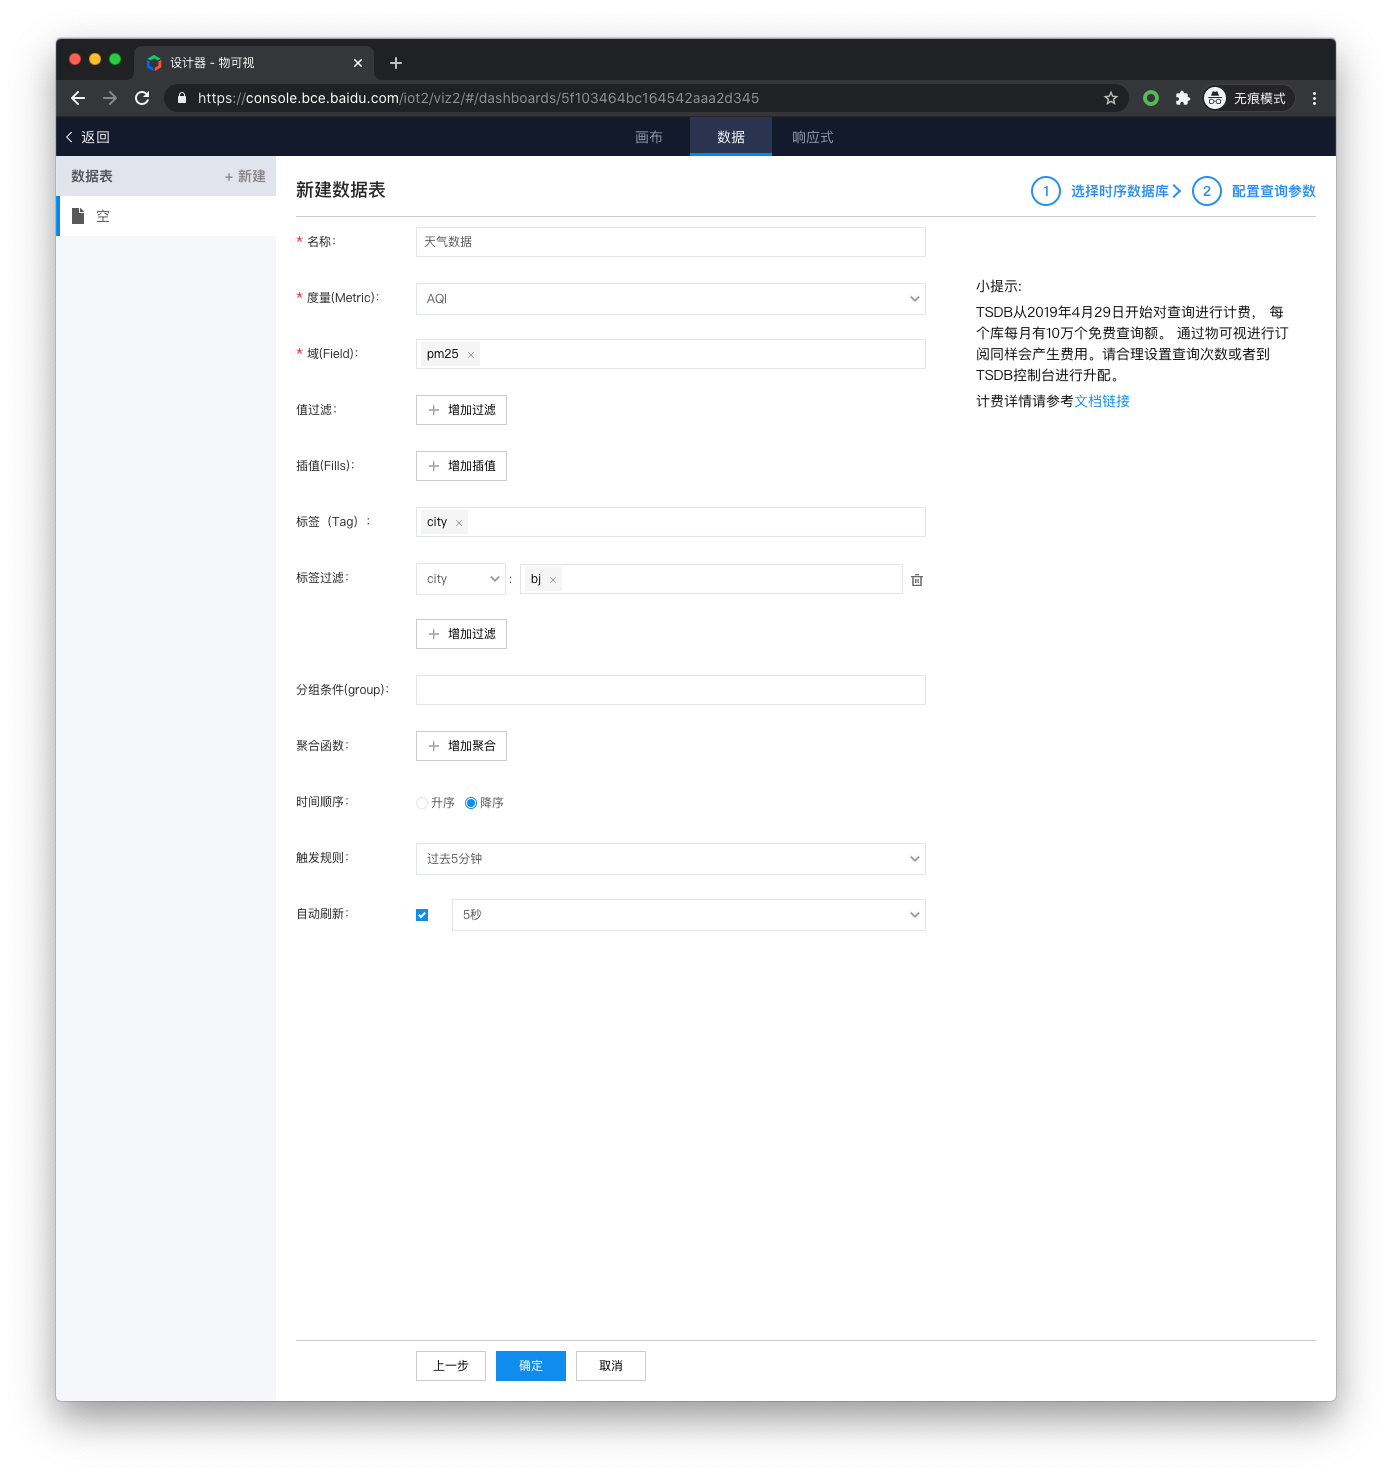 设计器 - 物可视
https://console.bce.baidu.com/iot2/viz2/#/dashboards/5f103464bc164542aaa2d345
无痕模式
返回
画布
数据
响应式
数据表
+ 新建
空
新建数据表
1 选择时序数据库
2 配置查询参数
* 名称:
天气数据
* 度量(Metric):
AQI
* 域(Field):
pm25 ×
值过滤:
+ 增加过滤
插值(Fills):
+ 增加插值
标签（Tag）:
city ×
标签过滤:
city : bj ×
+ 增加过滤
分组条件(group):
聚合函数:
+ 增加聚合
时间顺序:
升序 降序
触发规则:
过去5分钟
自动刷新:
5秒
小提示:
TSDB从2019年4月29日开始对查询进行计费， 每
个库每月有10万个免费查询额。 通过物可视进行订
阅同样会产生费用。请合理设置查询次数或者到
TSDB控制台进行升配。
计费详情请参考文档链接
上一步
确定
取消